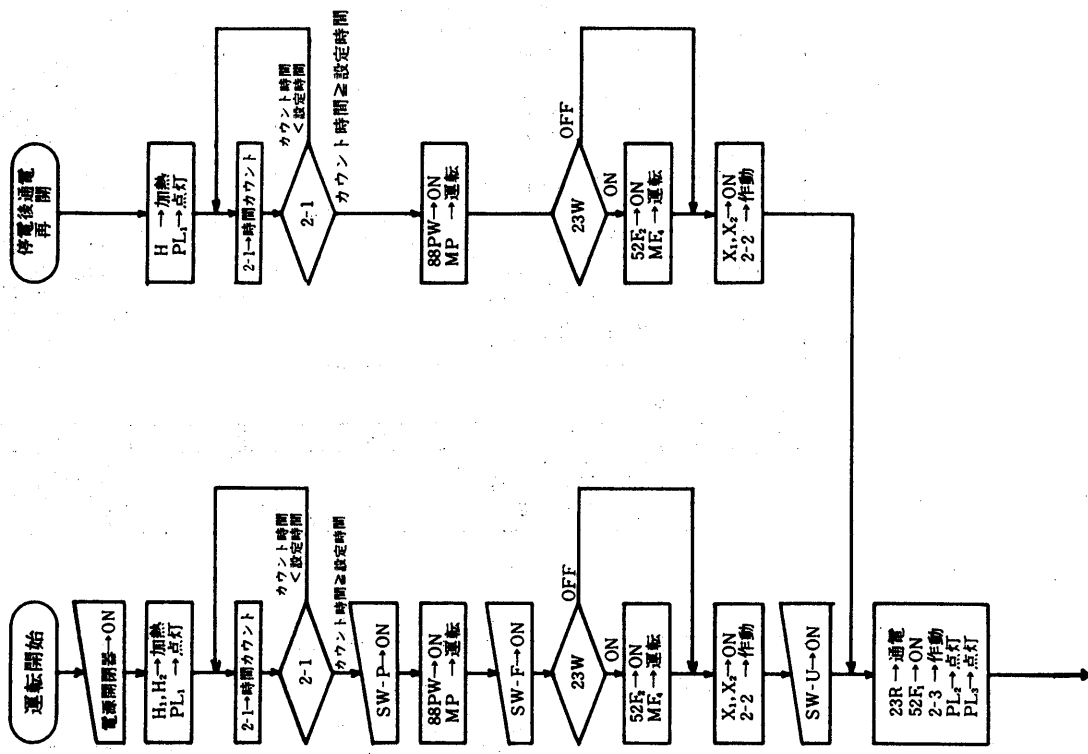 運転開始
電源開閉器→ON
H₁, H₂→加熱
PL₁→点灯
2-1→時間カウント
2-1
カウント時間
<設定時間
カウント時間≧設定時間
SW-P→ON
88PW→ON
MP →運転
SW-F→ON
23W
OFF
ON
52F₂→ON
MF₄→運転
X₁, X₂→ON
2-2→作動
SW-U→ON
23R→通電
52F₁→ON
2-3→作動
PL₂→点灯
PL₃→点灯
停電後通電
再 開
H →加熱
PL₁→点灯
2-1→時間カウント
2-1
カウント時間
<設定時間
カウント時間≧設定時間
88PW→ON
MP →運転
23W
OFF
ON
52F₂→ON
MF₄→運転
X₁, X₂→ON
2-2→作動